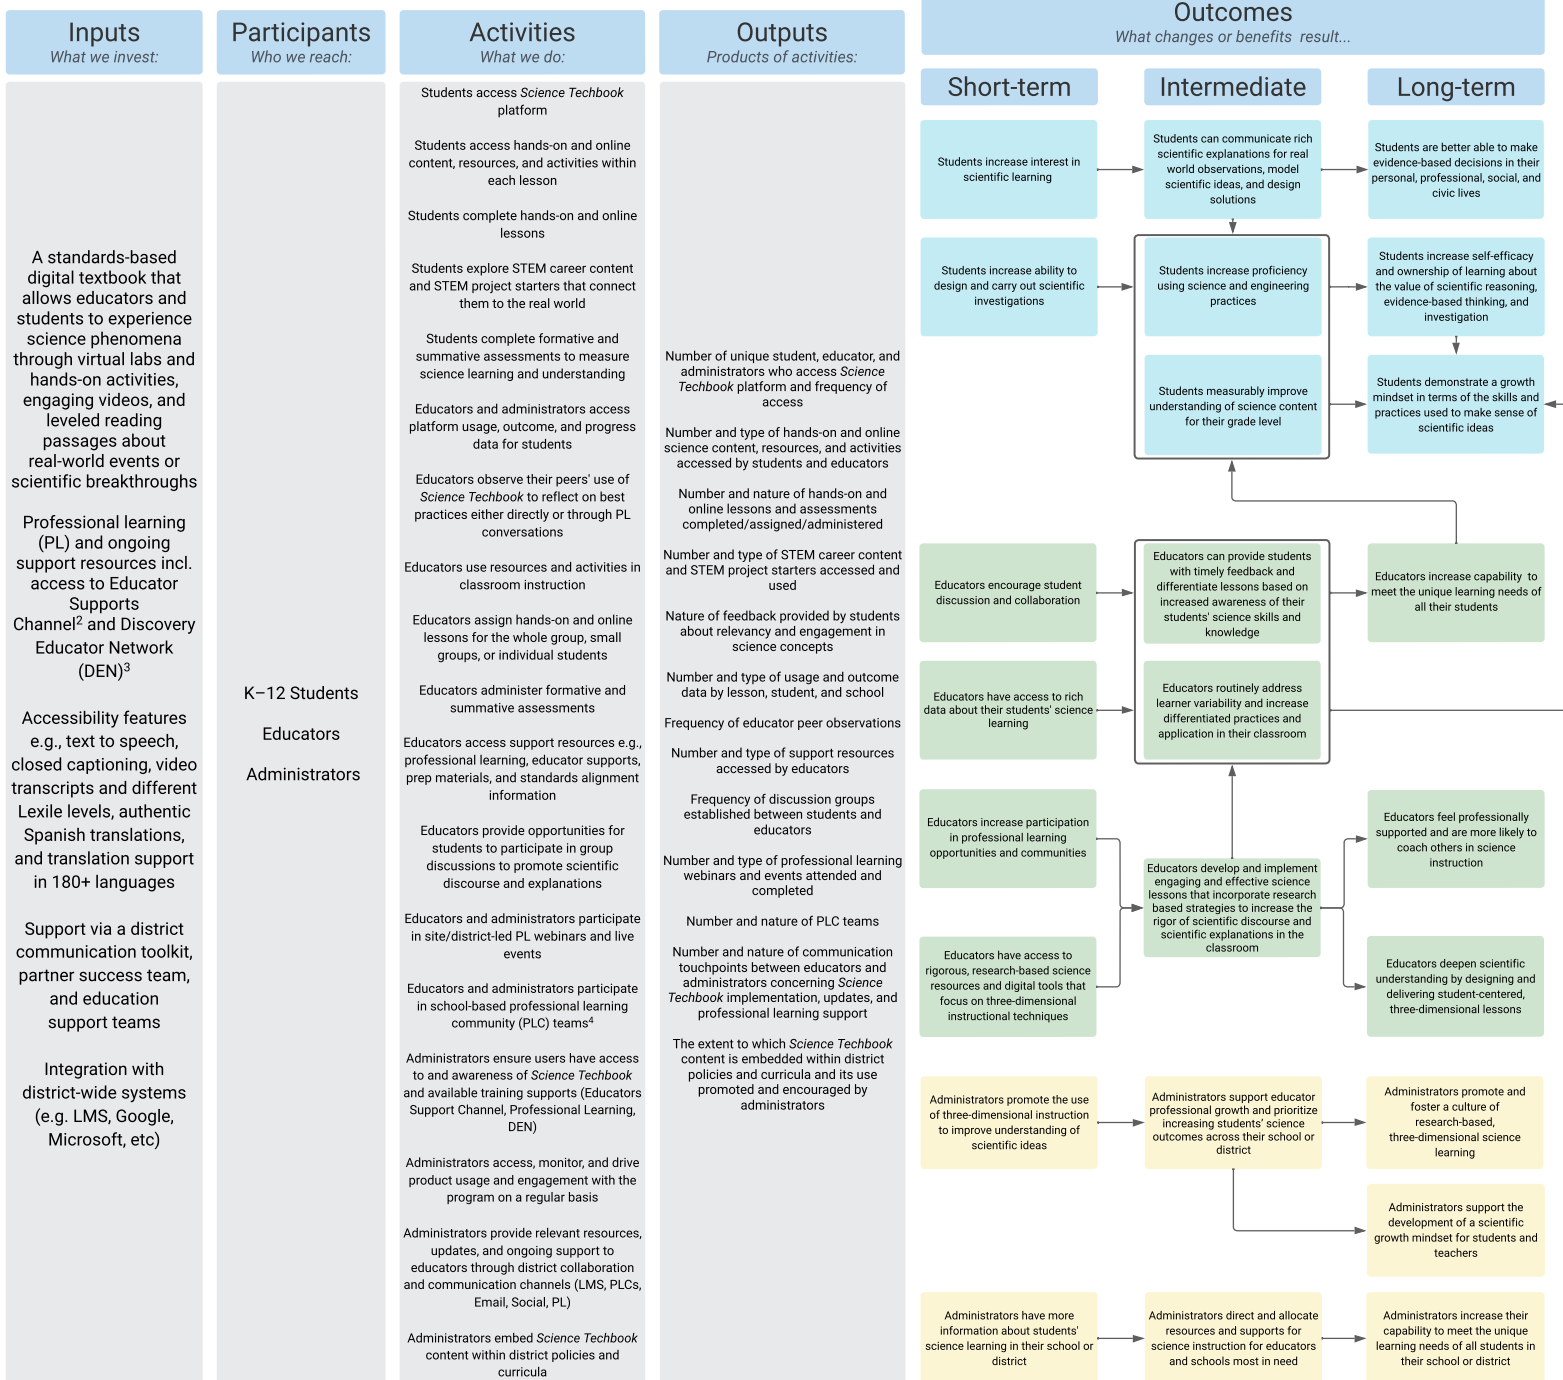 Inputs
What we invest:
A standards-based
digital textbook that
allows educators and
students to experience
science phenomena
through virtual labs and
hands-on activities,
engaging videos, and
leveled reading
passages about
real-world events or
scientific breakthroughs
Professional learning
(PL) and ongoing
support resources incl.
access to Educator
Supports
Channel² and Discovery
Educator Network
(DEN)³
Accessibility features
e.g., text to speech,
closed captioning, video
transcripts and different
Lexile levels, authentic
Spanish translations,
and translation support
in 180+ languages
Support via a district
communication toolkit,
partner success team,
and education
support teams
Integration with
district-wide systems
(e.g. LMS, Google,
Microsoft, etc)
Participants
Who we reach:
K–12 Students
Educators
Administrators
Activities
What we do:
Students access Science Techbook
platform
Students access hands-on and online
content, resources, and activities within
each lesson
Students complete hands-on and online
lessons
Students explore STEM career content
and STEM project starters that connect
them to the real world
Students complete formative and
summative assessments to measure
science learning and understanding
Educators and administrators access
platform usage, outcome, and progress
data for students
Educators observe their peers' use of
Science Techbook to reflect on best
practices either directly or through PL
conversations
Educators use resources and activities in
classroom instruction
Educators assign hands-on and online
lessons for the whole group, small
groups, or individual students
Educators administer formative and
summative assessments
Educators access support resources e.g.,
professional learning, educator supports,
prep materials, and standards alignment
information
Educators provide opportunities for
students to participate in group
discussions to promote scientific
discourse and explanations
Educators and administrators participate
in site/district-led PL webinars and live
events
Educators and administrators participate
in school-based professional learning
community (PLC) teams⁴
Administrators ensure users have access
to and awareness of Science Techbook
and available training supports (Educators
Support Channel, Professional Learning,
DEN)
Administrators access, monitor, and drive
product usage and engagement with the
program on a regular basis
Administrators provide relevant resources,
updates, and ongoing support to
educators through district collaboration
and communication channels (LMS, PLCs,
Email, Social, PL)
Administrators embed Science Techbook
content within district policies and
curricula
Outputs
Products of activities:
Number of unique student, educator, and
administrators who access Science
Techbook platform and frequency of
access
Number and type of hands-on and online
science content, resources, and activities
accessed by students and educators
Number and nature of hands-on and
online lessons and assessments
completed/assigned/administered
Number and type of STEM career content
and STEM project starters accessed and
used
Nature of feedback provided by students
about relevancy and engagement in
science concepts
Number and type of usage and outcome
data by lesson, student, and school
Frequency of educator peer observations
Number and type of support resources
accessed by educators
Frequency of discussion groups
established between students and
educators
Number and type of professional learning
webinars and events attended and
completed
Number and nature of PLC teams
Number and nature of communication
touchpoints between educators and
administrators concerning Science
Techbook implementation, updates, and
professional learning support
The extent to which Science Techbook
content is embedded within district
policies and curricula and its use
promoted and encouraged by
administrators
Outcomes
What changes or benefits result...
Short-term
Intermediate
Long-term
Students increase interest in
scientific learning
Students can communicate rich
scientific explanations for real
world observations, model
scientific ideas, and design
solutions
Students are better able to make
evidence-based decisions in their
personal, professional, social, and
civic lives
Students increase ability to
design and carry out scientific
investigations
Students increase proficiency
using science and engineering
practices
Students increase self-efficacy
and ownership of learning about
the value of scientific reasoning,
evidence-based thinking, and
investigation
Students measurably improve
understanding of science content
for their grade level
Students demonstrate a growth
mindset in terms of the skills and
practices used to make sense of
scientific ideas
Educators encourage student
discussion and collaboration
Educators can provide students
with timely feedback and
differentiate lessons based on
increased awareness of their
students' science skills and
knowledge
Educators increase capability to
meet the unique learning needs of
all their students
Educators have access to rich
data about their students' science
learning
Educators routinely address
learner variability and increase
differentiated practices and
application in their classroom
Educators increase participation
in professional learning
opportunities and communities
Educators develop and implement
engaging and effective science
lessons that incorporate research
based strategies to increase the
rigor of scientific discourse and
scientific explanations in the
classroom
Educators feel professionally
supported and are more likely to
coach others in science
instruction
Educators have access to
rigorous, research-based science
resources and digital tools that
focus on three-dimensional
instructional techniques
Educators deepen scientific
understanding by designing and
delivering student-centered,
three-dimensional lessons
Administrators promote the use
of three-dimensional instruction
to improve understanding of
scientific ideas
Administrators support educator
professional growth and prioritize
increasing students' science
outcomes across their school or
district
Administrators promote and
foster a culture of
research-based,
three-dimensional science
learning
Administrators support the
development of a scientific
growth mindset for students and
teachers
Administrators have more
information about students'
science learning in their school or
district
Administrators direct and allocate
resources and supports for
science instruction for educators
and schools most in need
Administrators increase their
capability to meet the unique
learning needs of all students in
their school or district